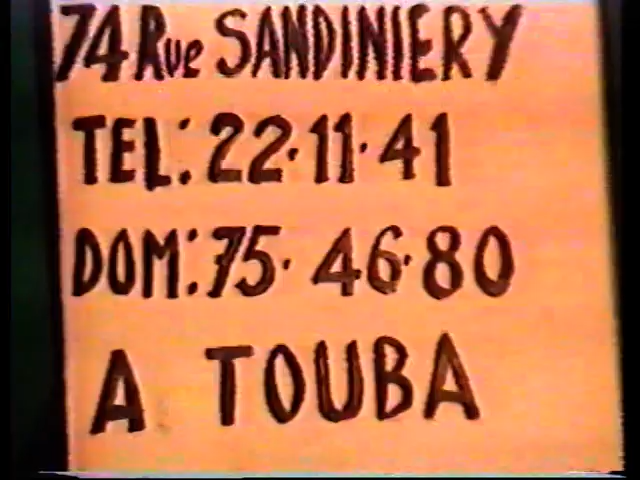 74 Rue SANDINIERY
TEL: 22·11·41
DOM: 75·46·80
A TOUBA